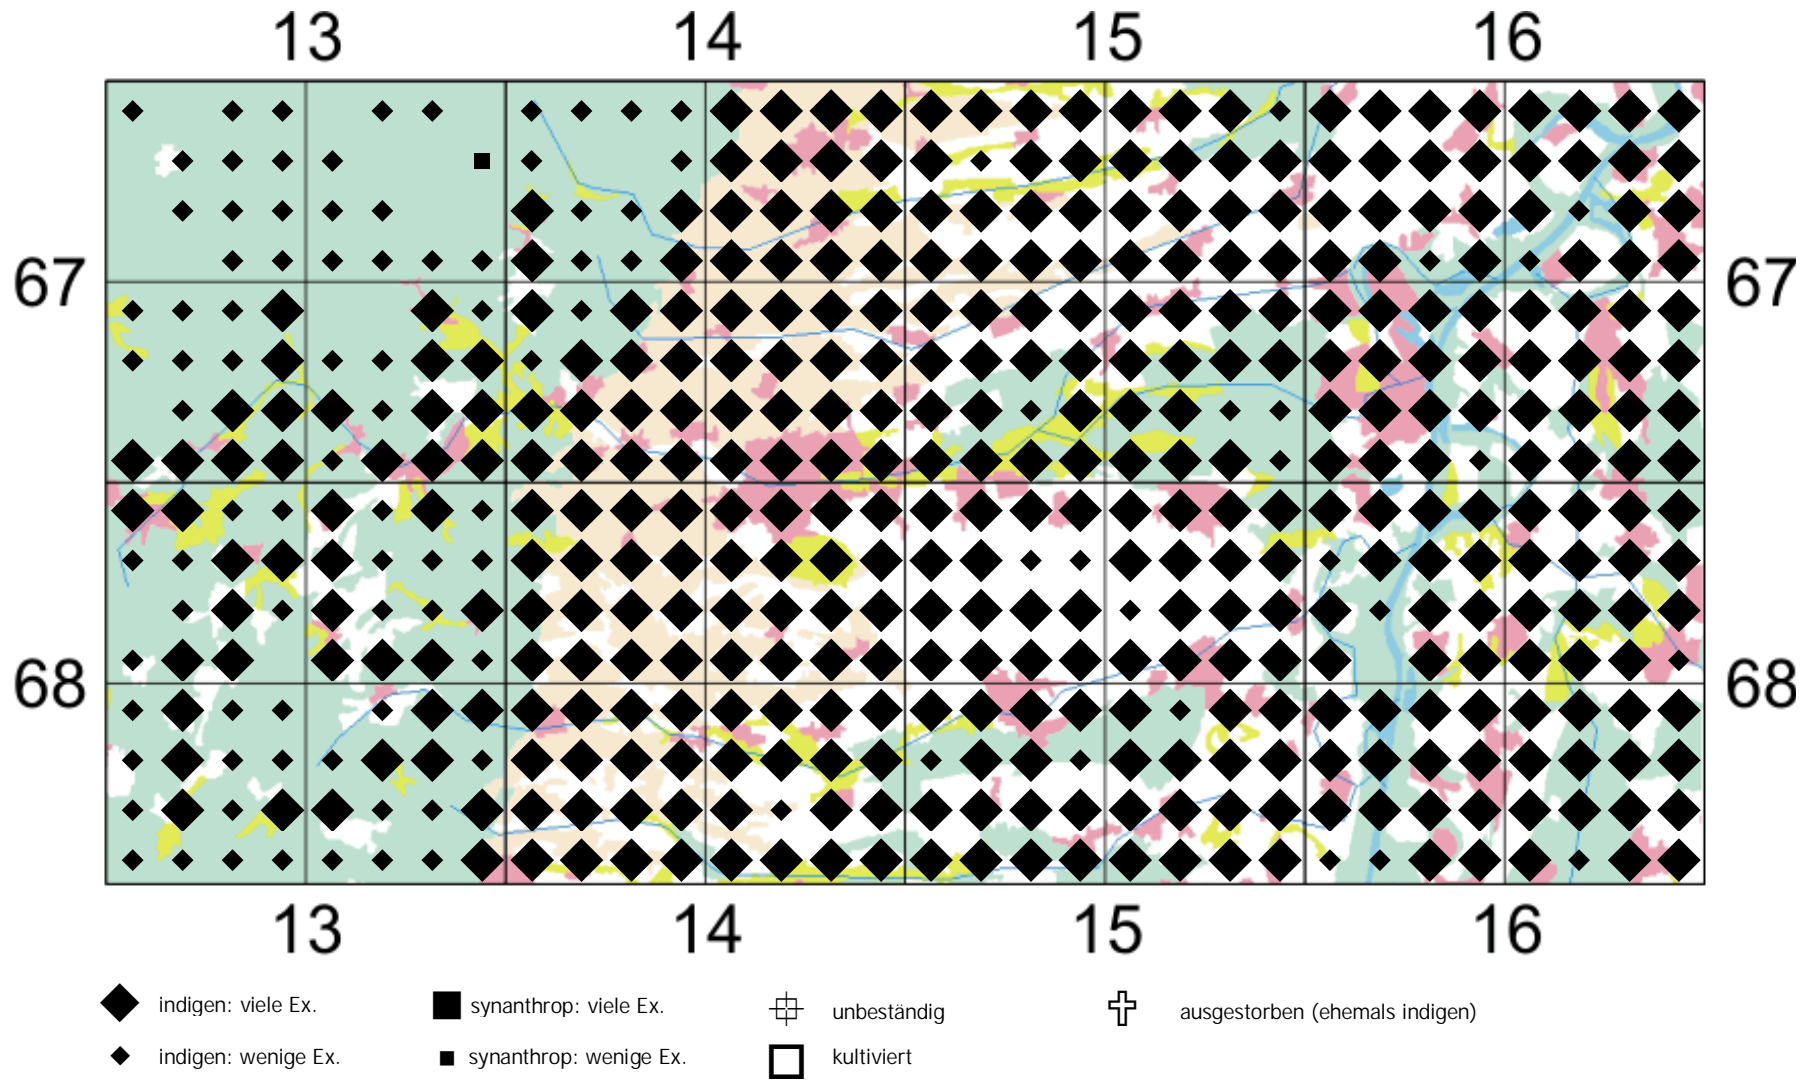 13 14 15 16
67 67
68 68
13 14 15 16
indigen: viele Ex. synanthrop: viele Ex. unbeständig ausgestorben (ehemals indigen)
indigen: wenige Ex. synanthrop: wenige Ex. kultiviert